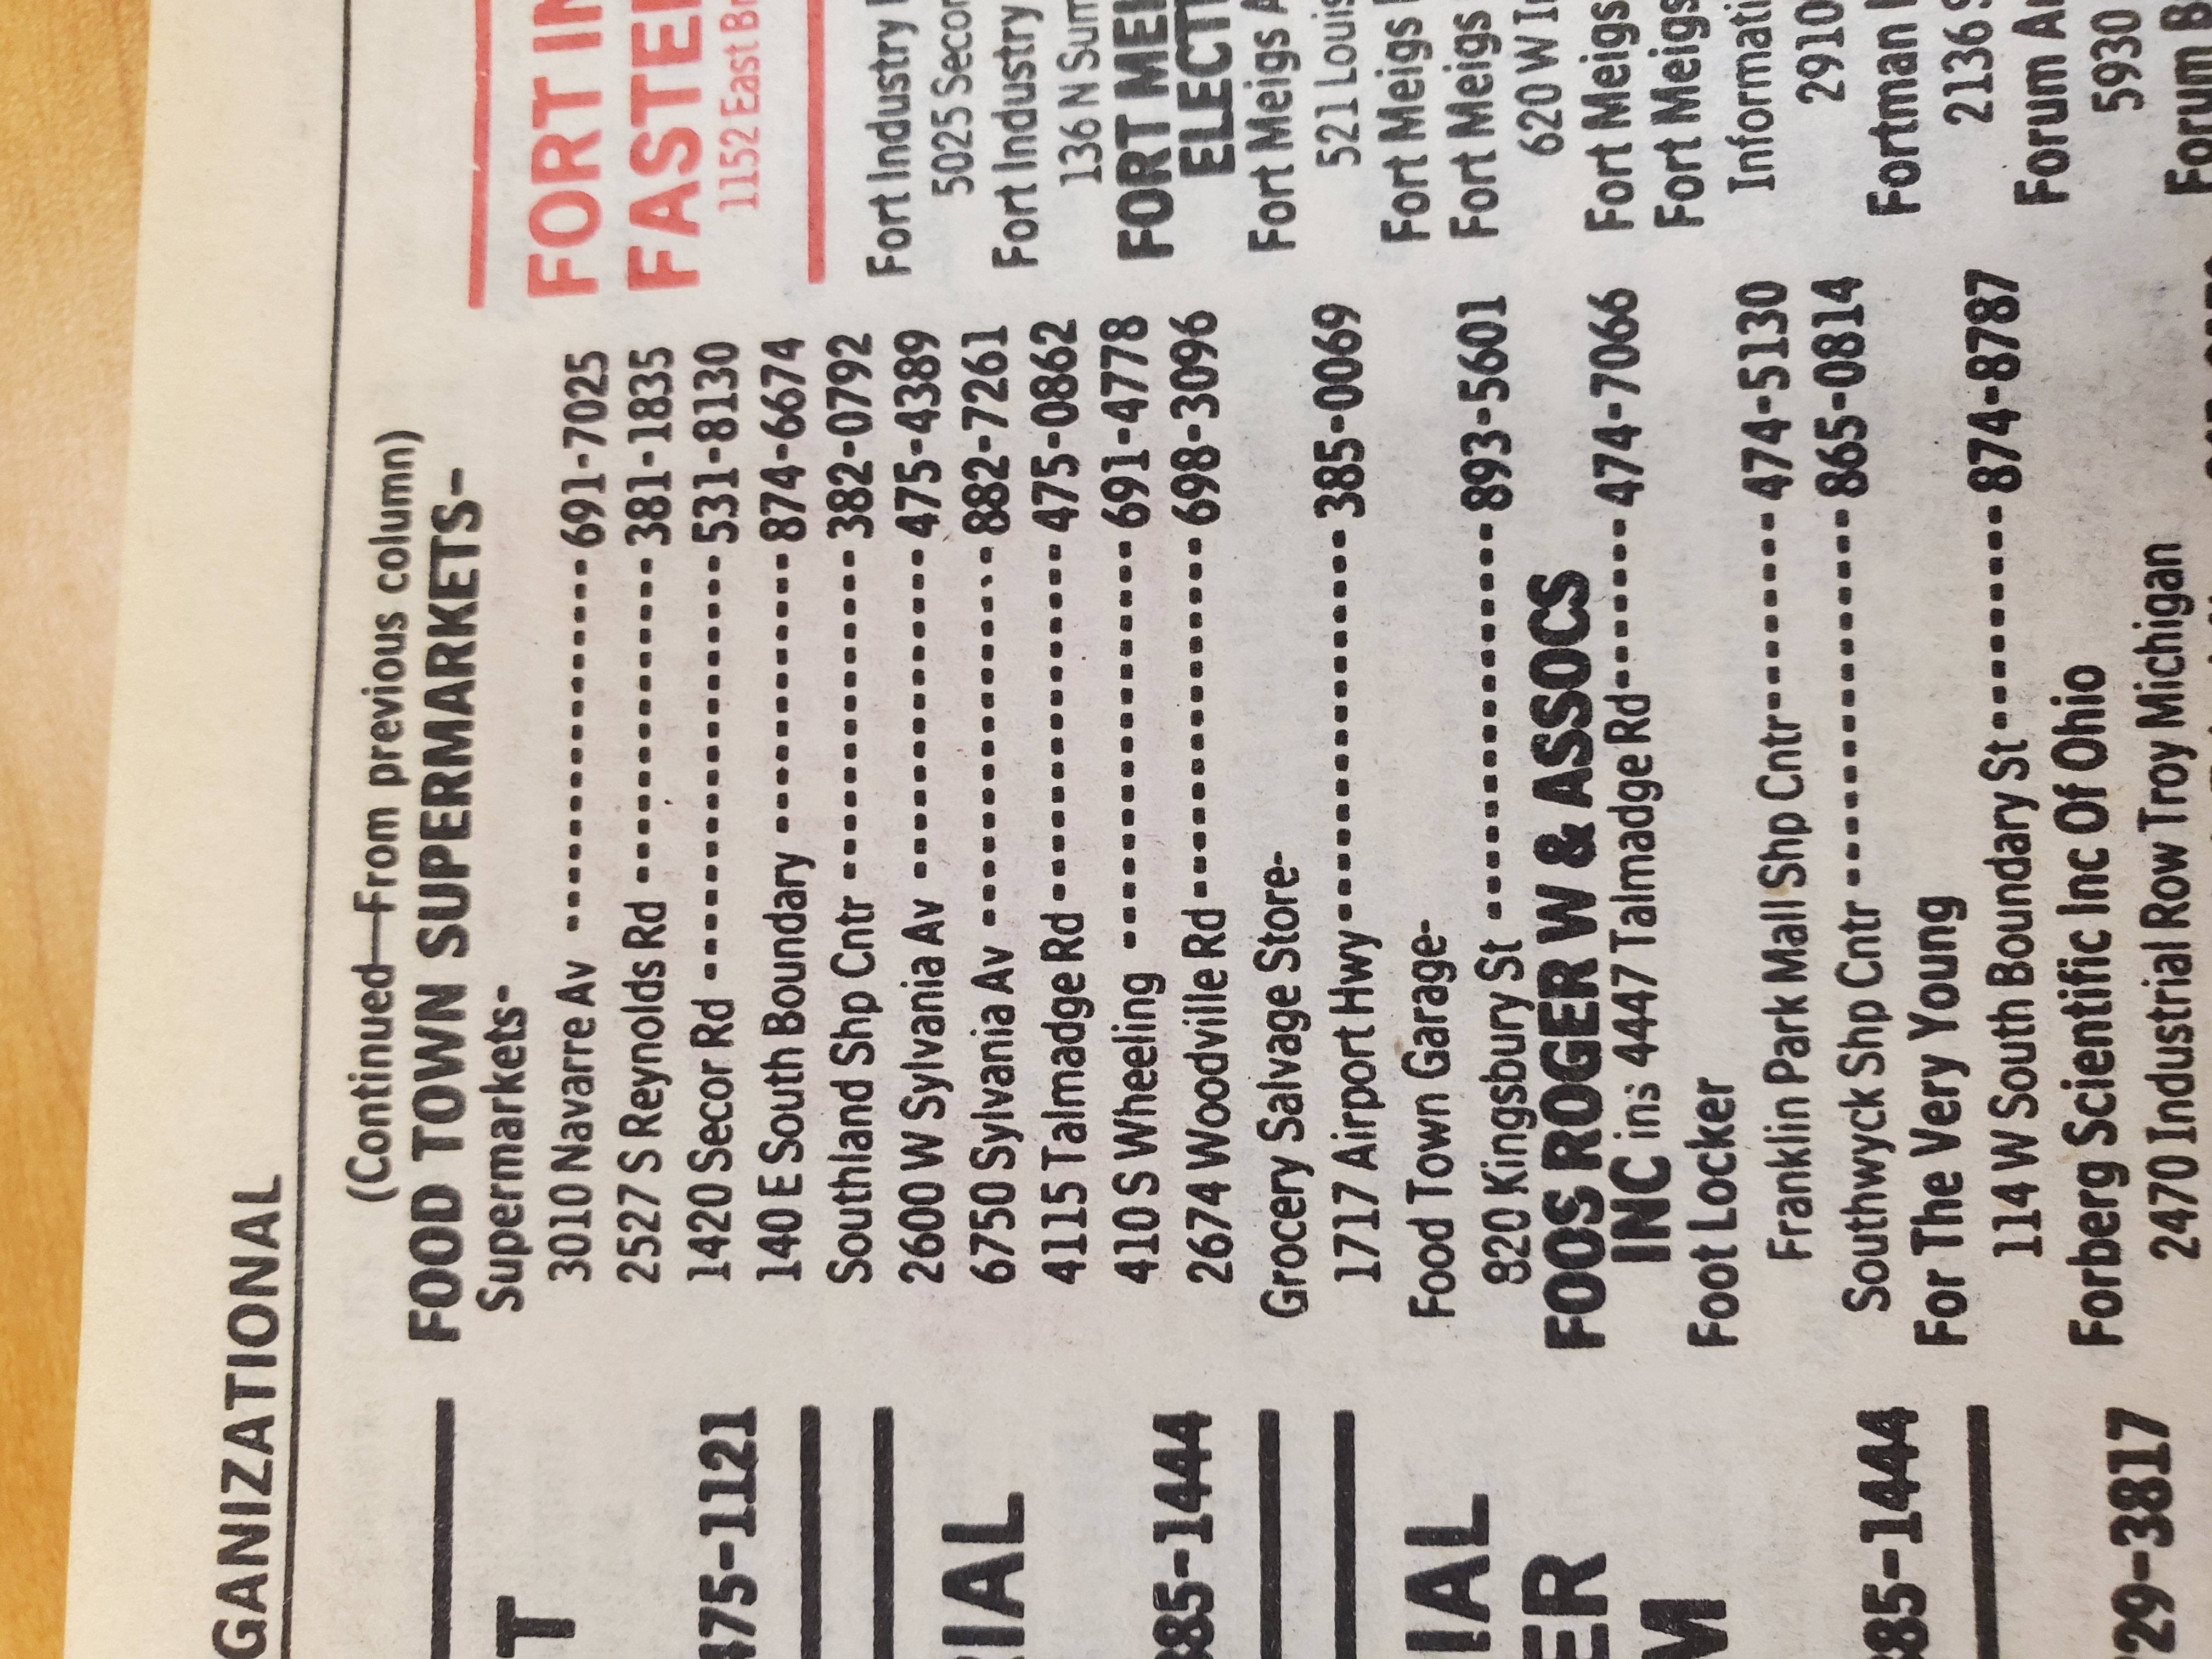 GANIZATIONAL
T
475-1121
IAL
385-1444
IAL
ER
M
385-1444
29-3817
(Continued—From previous column)
FOOD TOWN SUPERMARKETS–
Supermarkets-
3010 Navarre Av ---------------- 691-7025
2527 S Reynolds Rd -------------- 381-1835
1420 Secor Rd ------------------ 531-8130
140 E South Boundary ------------ 874-6674
Southland Shp Cntr -------------- 382-0792
2600 W Sylvania Av -------------- 475-4389
6750 Sylvania Av ---------------- 882-7261
4115 Talmadge Rd --------------- 475-0862
410 S Wheeling ----------------- 691-4778
2674 Woodville Rd --------------- 698-3096
Grocery Salvage Store-
1717 Airport Hwy ---------------- 385-0069
Food Town Garage-
820 Kingsbury St ---------------- 893-5601
FOOS ROGER W & ASSOCS
INC ins 4447 Talmadge Rd ------- 474-7066
Foot Locker
Franklin Park Mall Shp Cntr --------- 474-5130
Southwyck Shp Cntr --------------- 865-0814
For The Very Young
114 W South Boundary St ---------- 874-8787
Forberg Scientific Inc Of Ohio
2470 Industrial Row Troy Michigan
FORT IN
FASTE
1152 East Br
Fort Industry
5025 Secor
Fort Industry
136 N Sum
FORT MEI
ELECT
Fort Meigs A
521 Louis
Fort Meigs
Fort Meigs
620 W
Fort Meigs
Fort Meigs
Informati
2910
Fortman
2136 S
Forum A
5930
Forum B